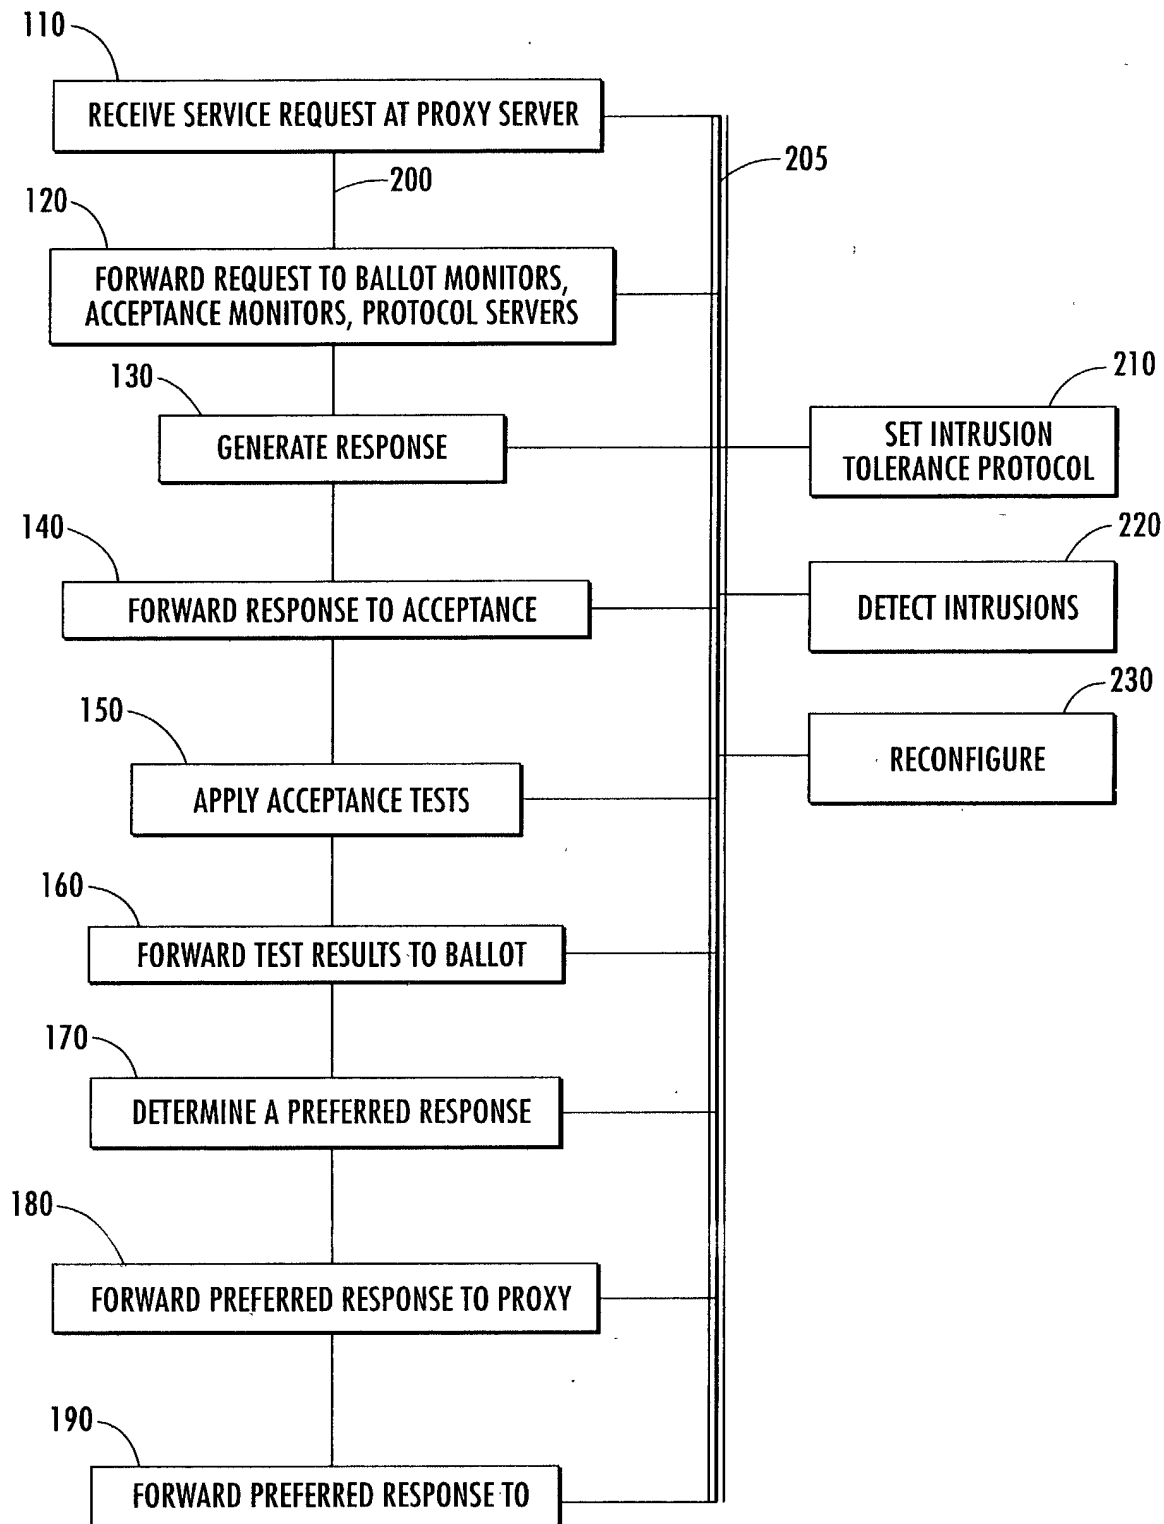 110
RECEIVE SERVICE REQUEST AT PROXY SERVER
205
200
120
FORWARD REQUEST TO BALLOT MONITORS,
ACCEPTANCE MONITORS, PROTOCOL SERVERS
130
GENERATE RESPONSE
210
SET INTRUSION
TOLERANCE PROTOCOL
140
FORWARD RESPONSE TO ACCEPTANCE
220
DETECT INTRUSIONS
230
RECONFIGURE
150
APPLY ACCEPTANCE TESTS
160
FORWARD TEST RESULTS TO BALLOT
170
DETERMINE A PREFERRED RESPONSE
180
FORWARD PREFERRED RESPONSE TO PROXY
190
FORWARD PREFERRED RESPONSE TO